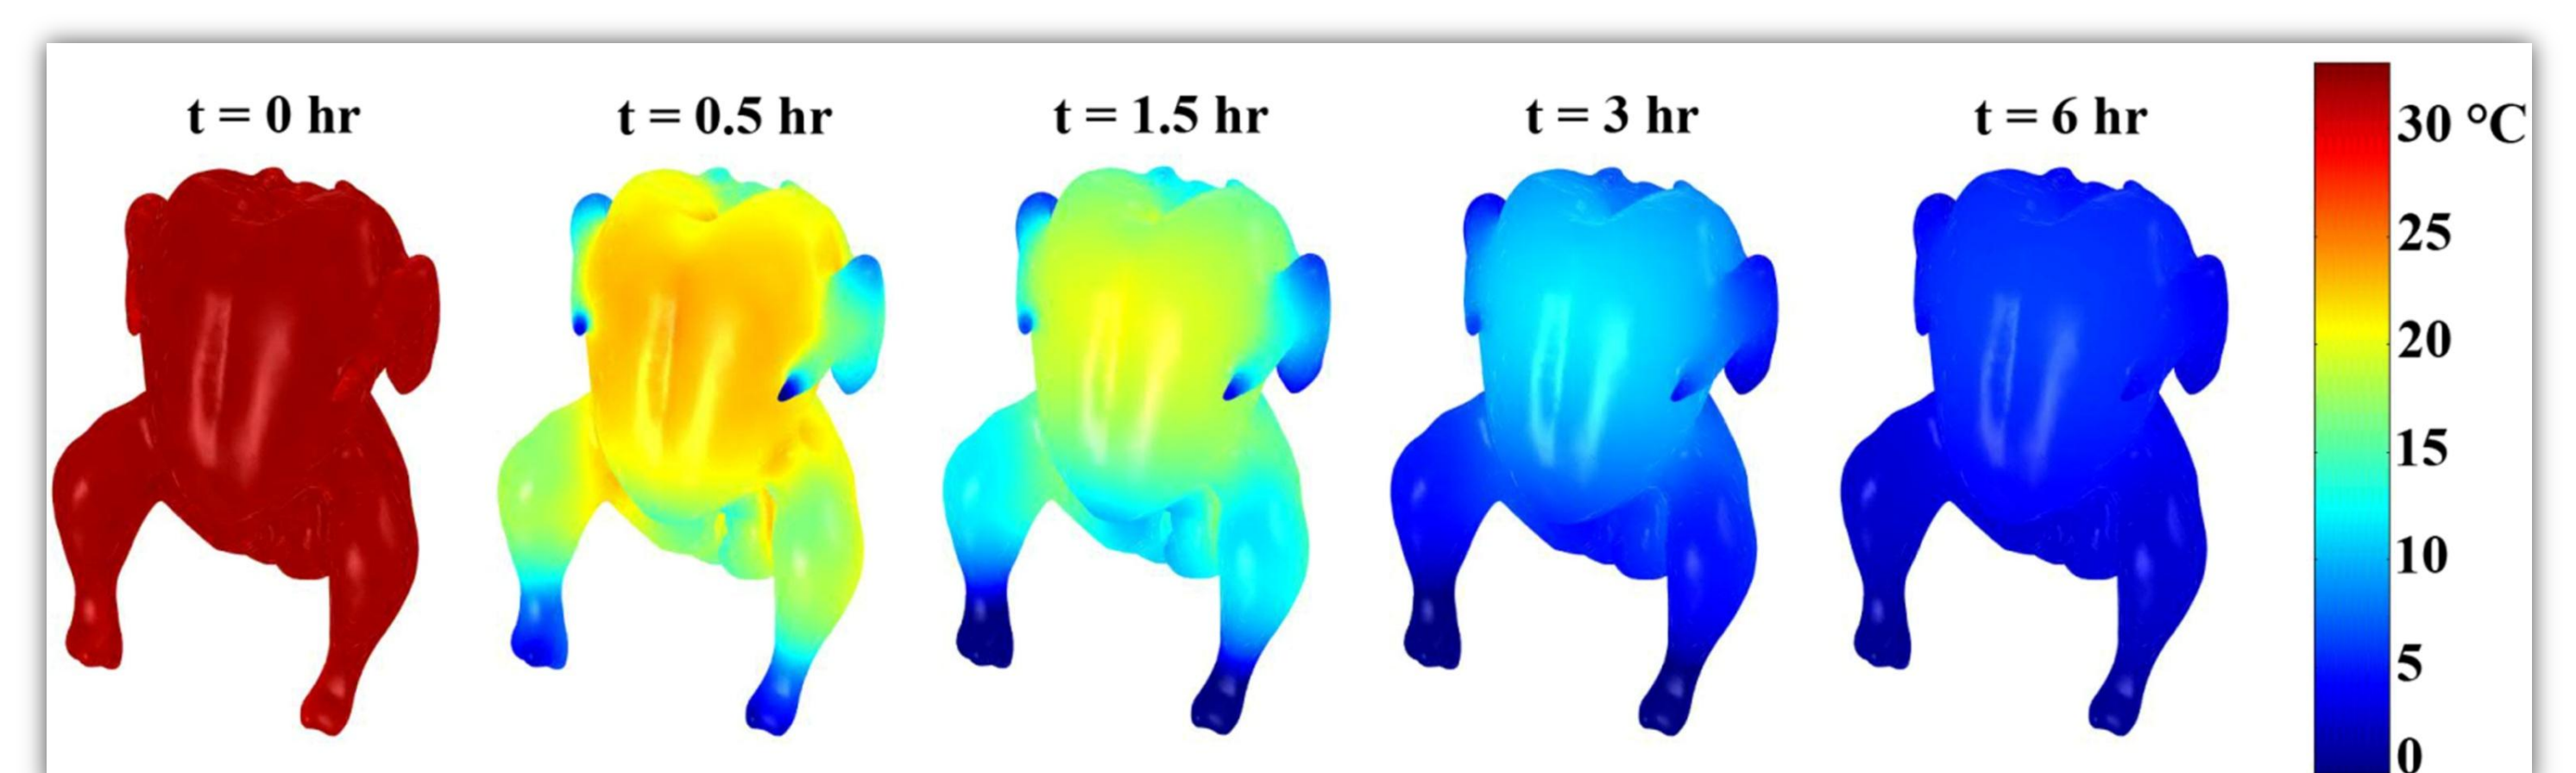 t = 0 hr
t = 0.5 hr
t = 1.5 hr
t = 3 hr
t = 6 hr
30 °C
25
20
15
10
5
0